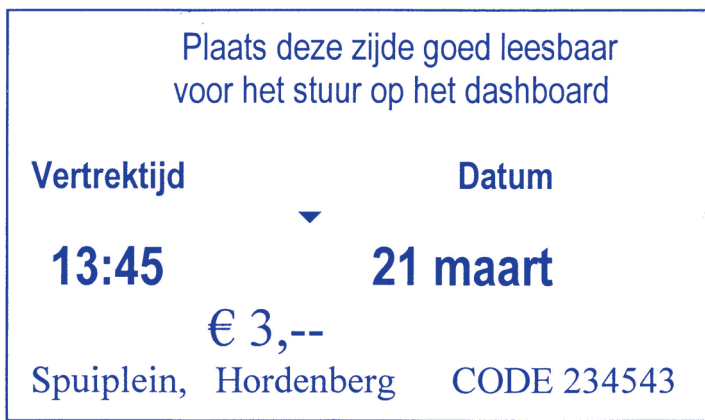 Plaats deze zijde goed leesbaar
voor het stuur op het dashboard
Vertrektijd Datum
13:45 21 maart
€ 3,--
Spuiplein, Hordenberg CODE 234543